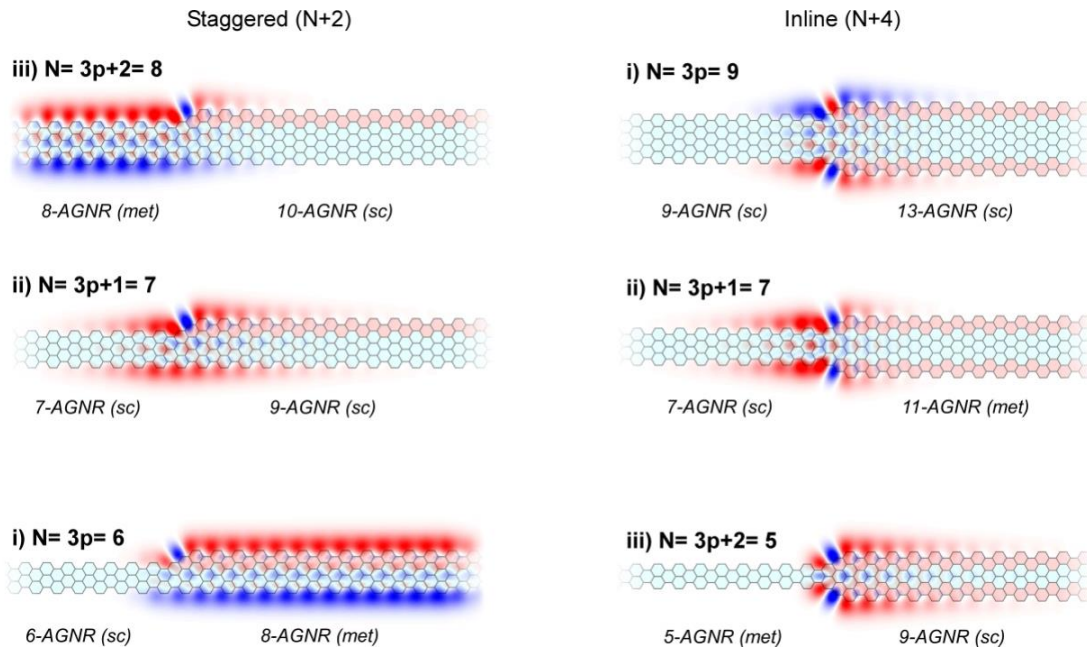 Staggered (N+2)
Inline (N+4)
iii) N= 3p+2= 8
8-AGNR (met)
10-AGNR (sc)
i) N= 3p= 9
9-AGNR (sc)
13-AGNR (sc)
ii) N= 3p+1= 7
7-AGNR (sc)
9-AGNR (sc)
ii) N= 3p+1= 7
7-AGNR (sc)
11-AGNR (met)
i) N= 3p= 6
6-AGNR (sc)
8-AGNR (met)
iii) N= 3p+2= 5
5-AGNR (met)
9-AGNR (sc)